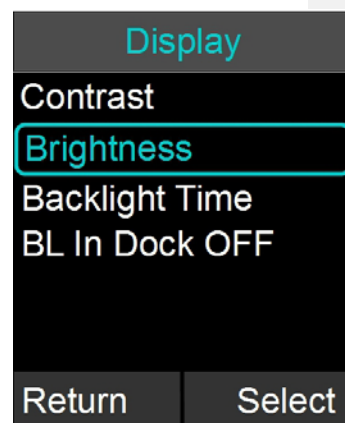 Display
Contrast
Brightness
Backlight Time
BL In Dock OFF
Return Select